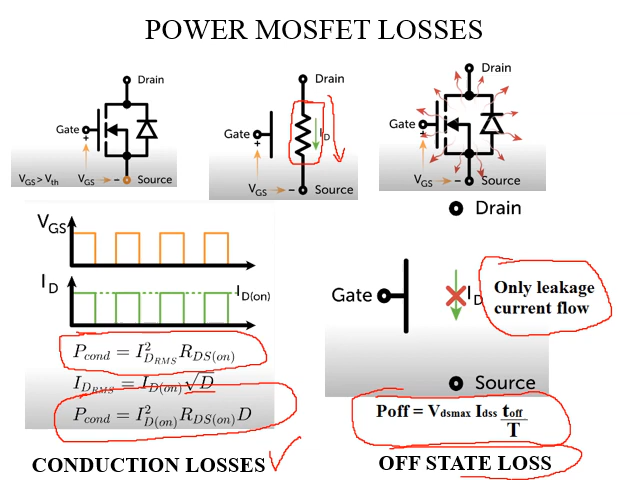 POWER MOSFET LOSSES
Drain
Gate
+
V_GS > V_th V_GS − Source
Drain
Gate
I_D
+
V_GS − Source
Drain
Gate
+
V_GS − Source
V_GS
I_D
I_D(on)
P_cond = I²_D_RMS R_DS(on)
I_D_RMS = I_D(on) √D
P_cond = I²_D(on) R_DS(on) D
CONDUCTION LOSSES
Drain
Gate
I_D
Only leakage
current flow
Source
Poff = Vdsmax Idss toff/T
OFF STATE LOSS